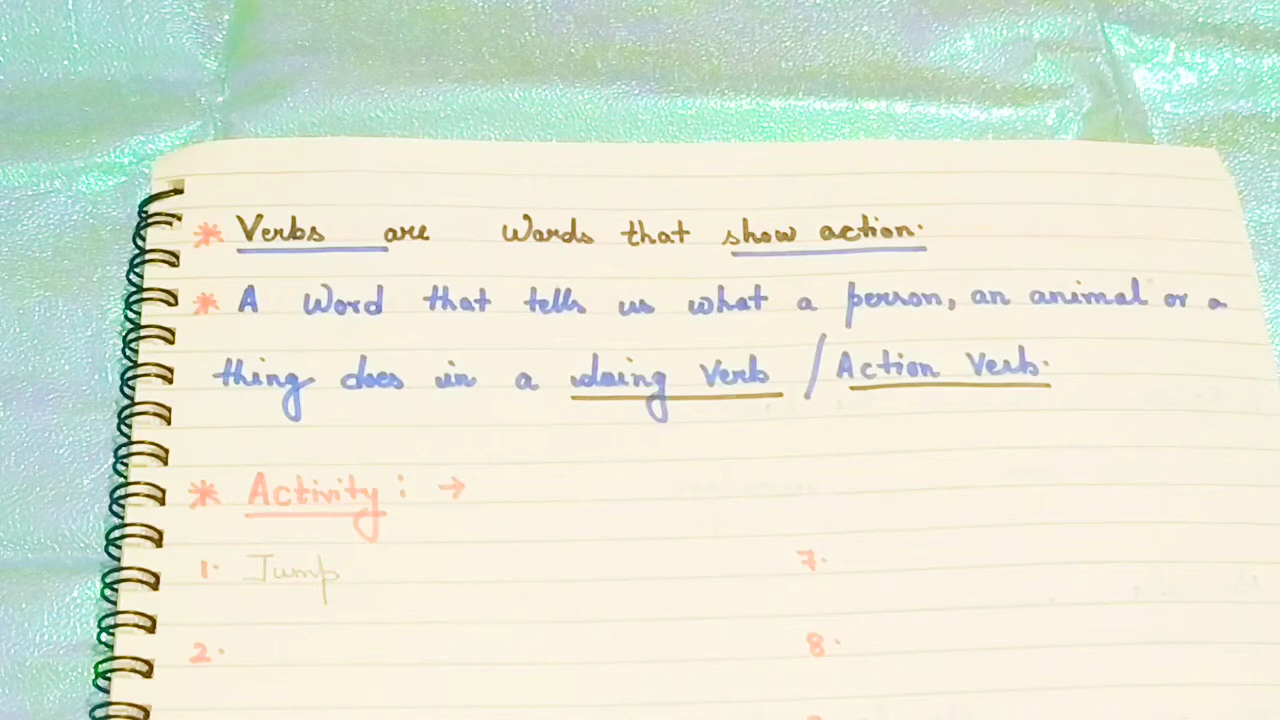 * Verbs are words that show action.
* A word that tells us what a person, an animal or a
thing does in a doing verb / Action Verb.
* Activity : →
1. Jump
7.
2.
8.